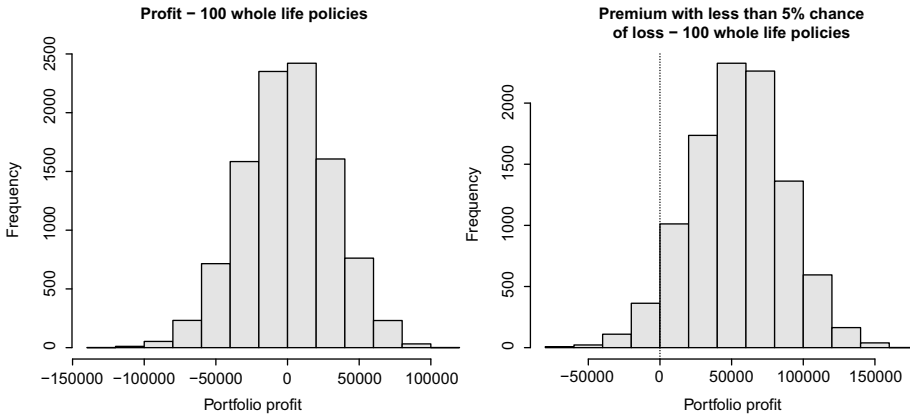 Profit − 100 whole life policies
Frequency
2500
2000
1500
1000
500
0
−150000 −100000 −50000 0 50000 100000
Portfolio profit
Premium with less than 5% chance
of loss − 100 whole life policies
Frequency
2000
1500
1000
500
0
−50000 0 50000 100000 150000
Portfolio profit